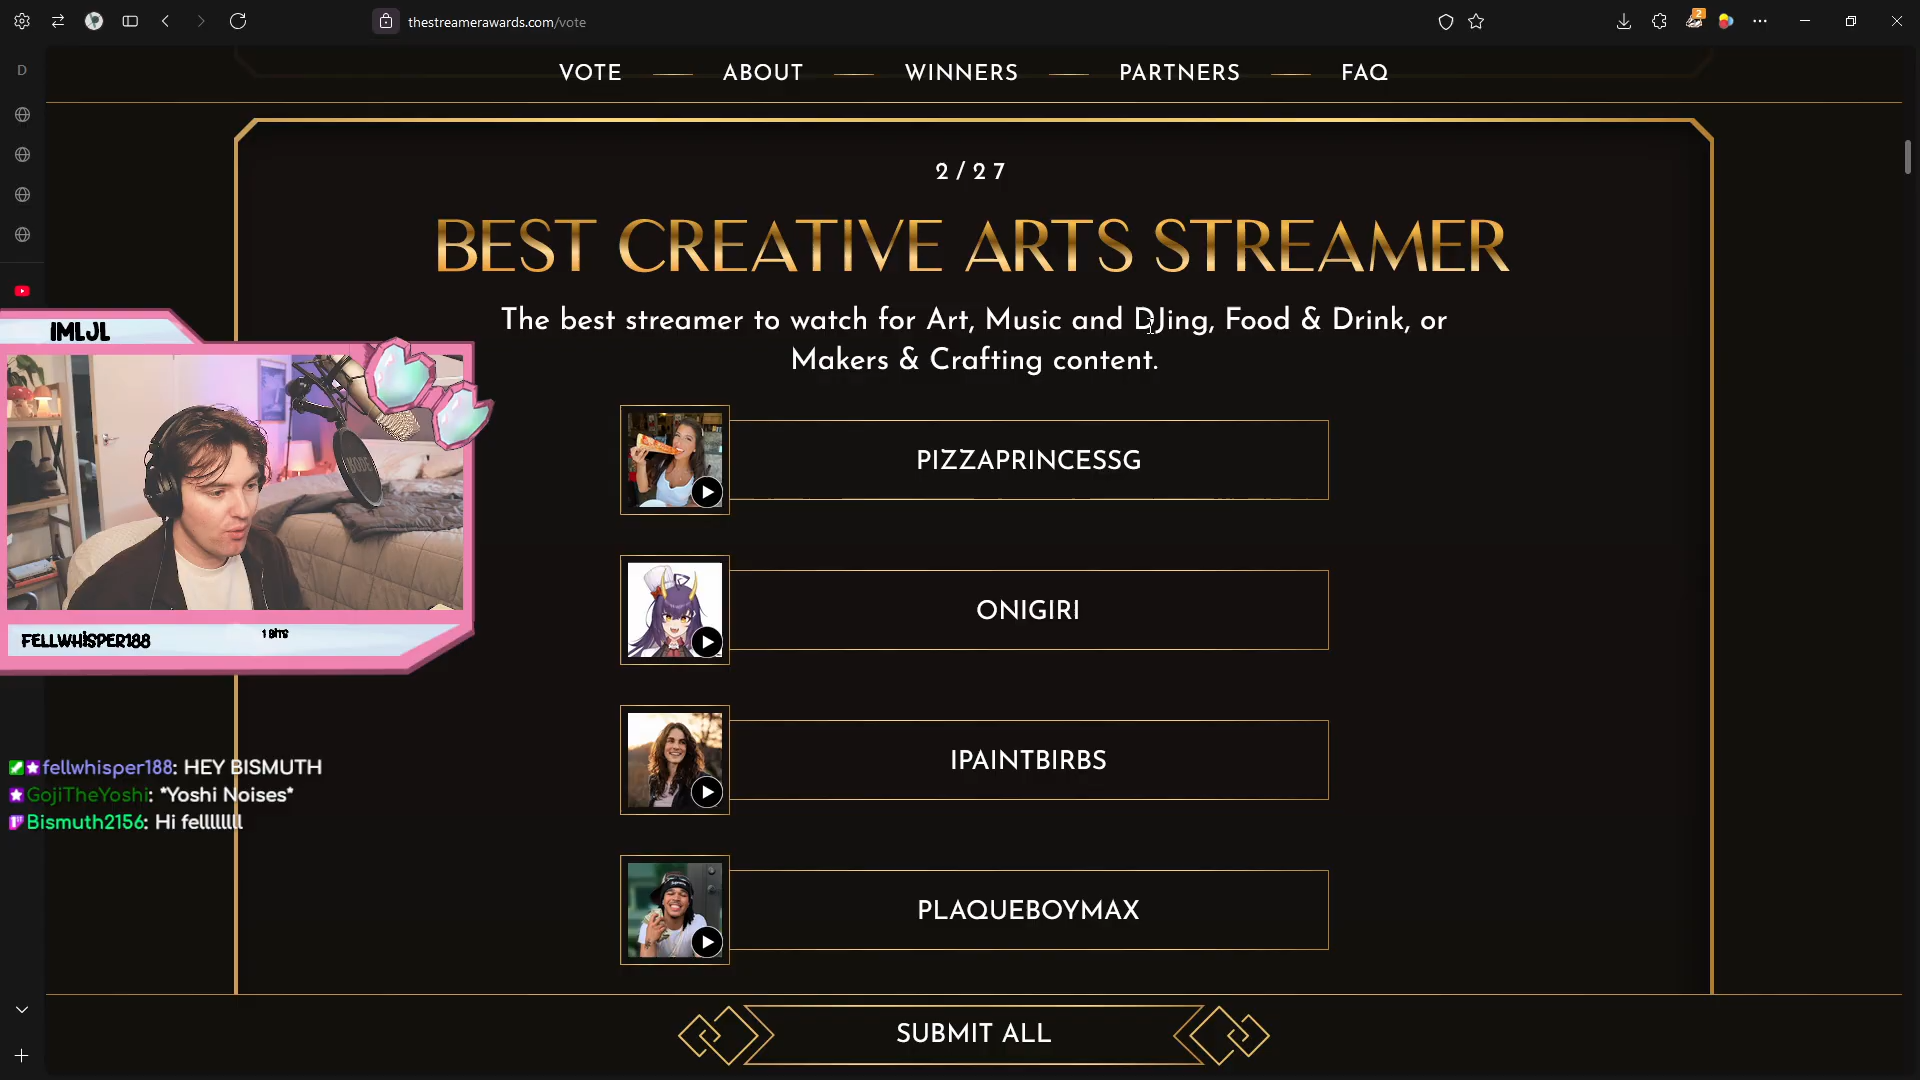 thestreamerawards.com/vote
2
D
VOTE
ABOUT
WINNERS
PARTNERS
FAQ
2/27
BEST CREATIVE ARTS STREAMER
The best streamer to watch for Art, Music and DJing, Food & Drink, or
Makers & Crafting content.
PIZZAPRINCESSG
ONIGIRI
IPAINTBIRBS
PLAQUEBOYMAX
SUBMIT ALL
IMLJL
RODE
FELLWHISPER188
1 BITS
fellwhisper188: HEY BISMUTH
GojiTheYoshi: *Yoshi Noises*
Bismuth2156: Hi fellllllll